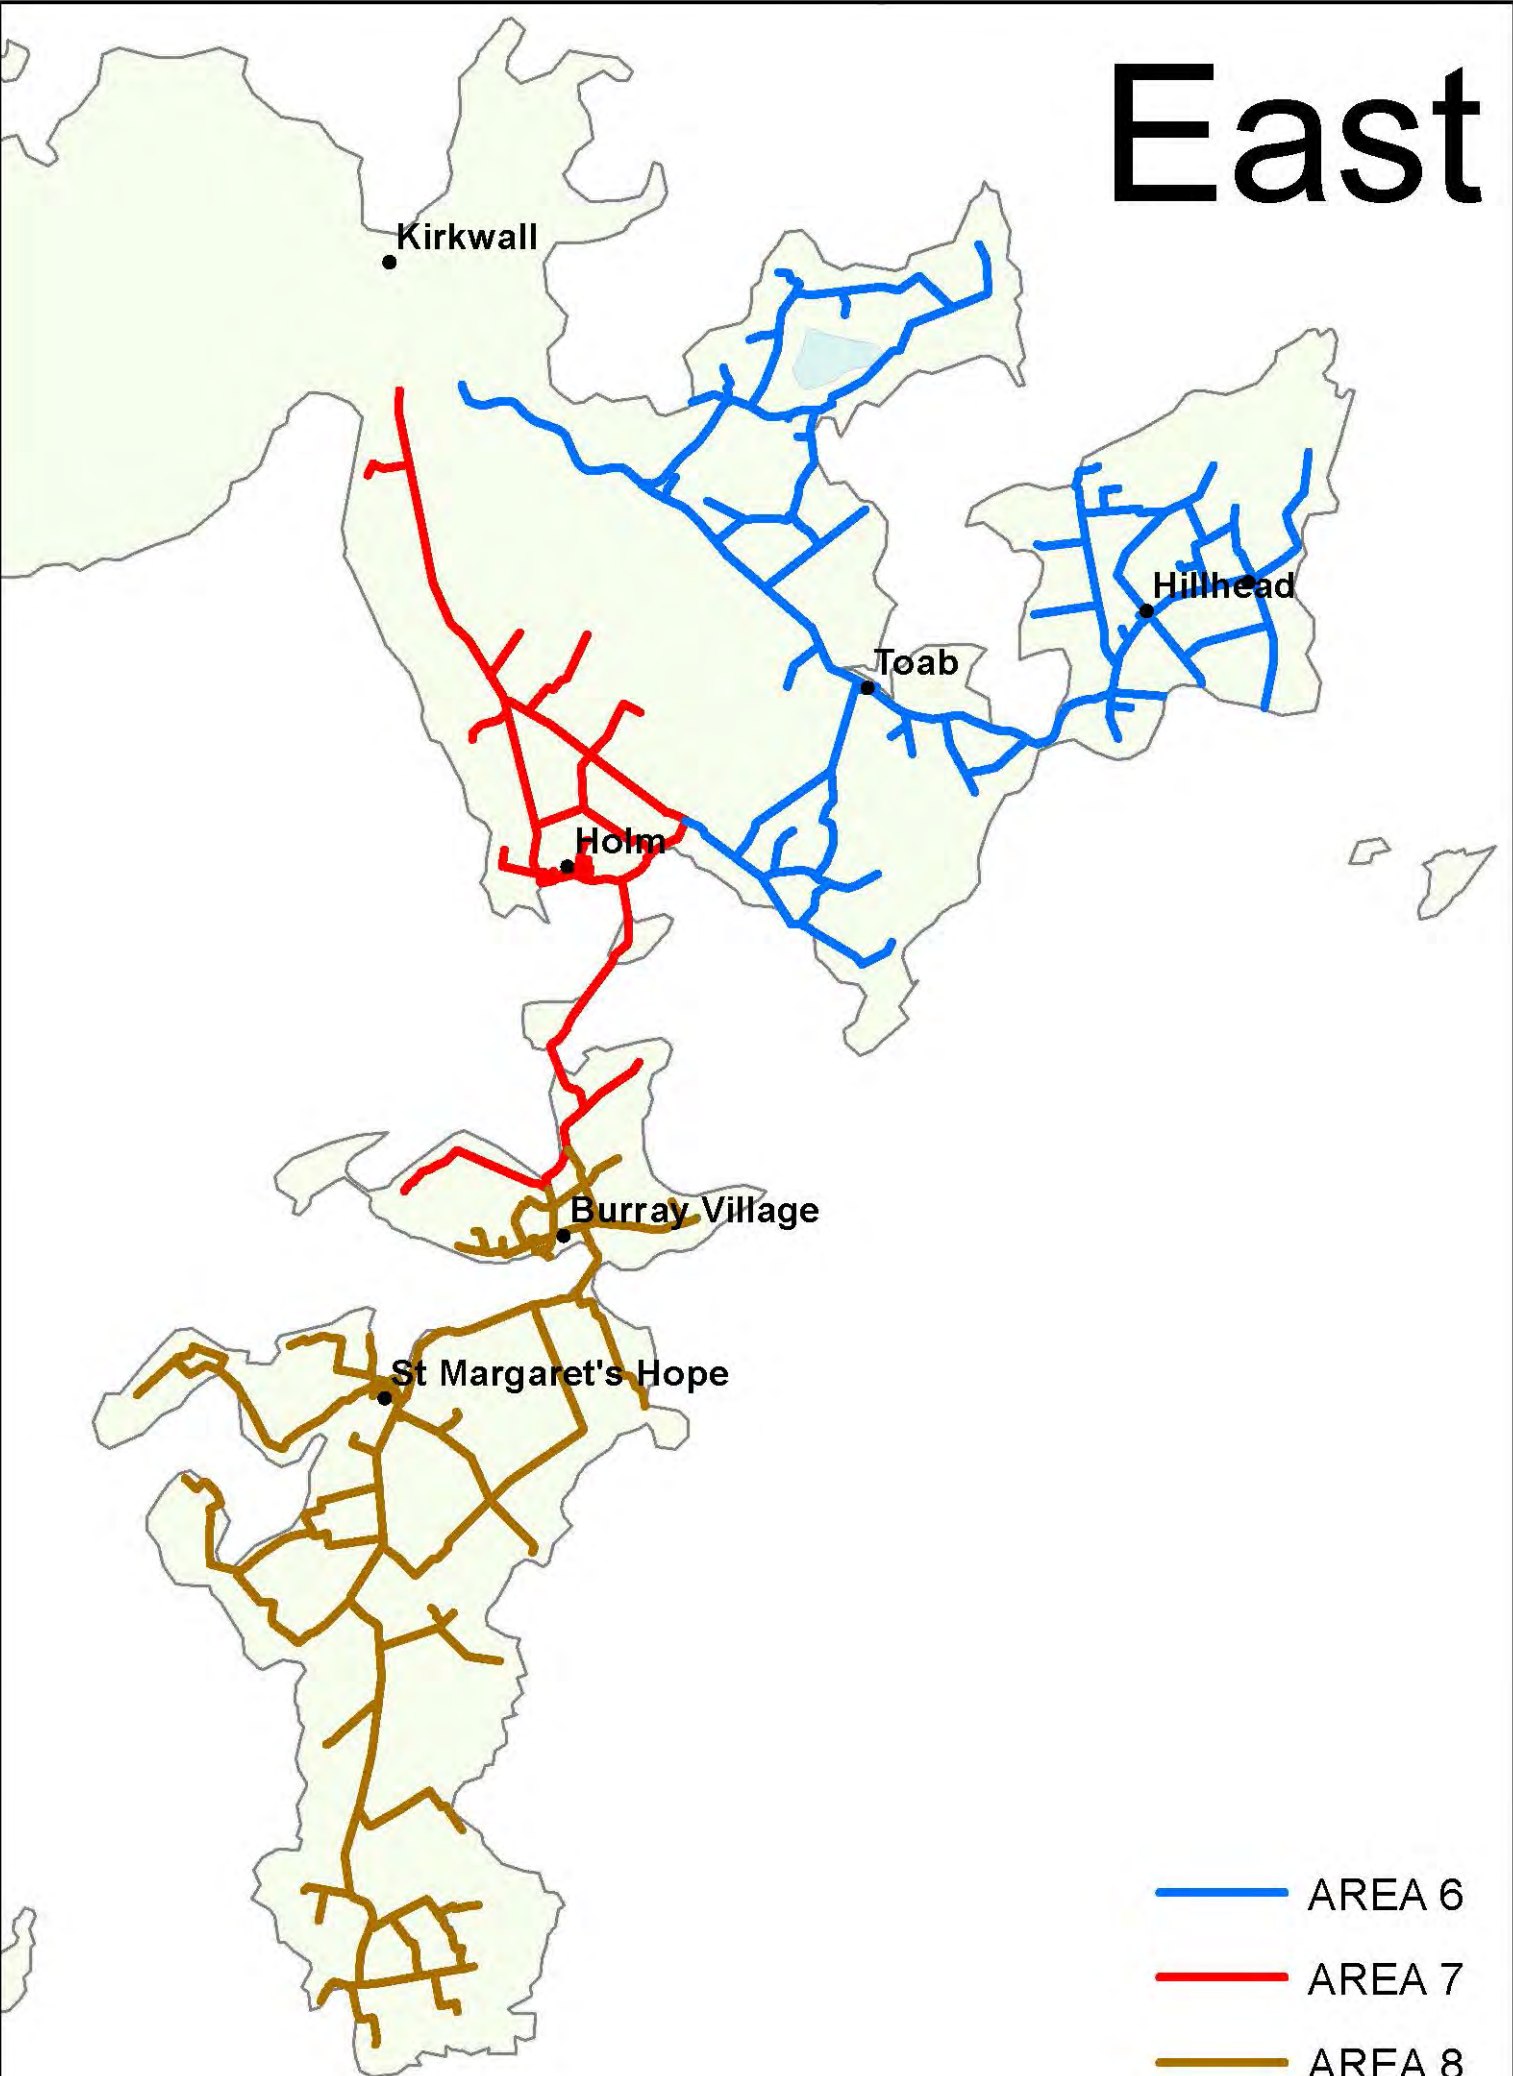 East
Kirkwall
Hillhead
Toab
Holm
Burray Village
St Margaret's Hope
AREA 6
AREA 7
AREA 8